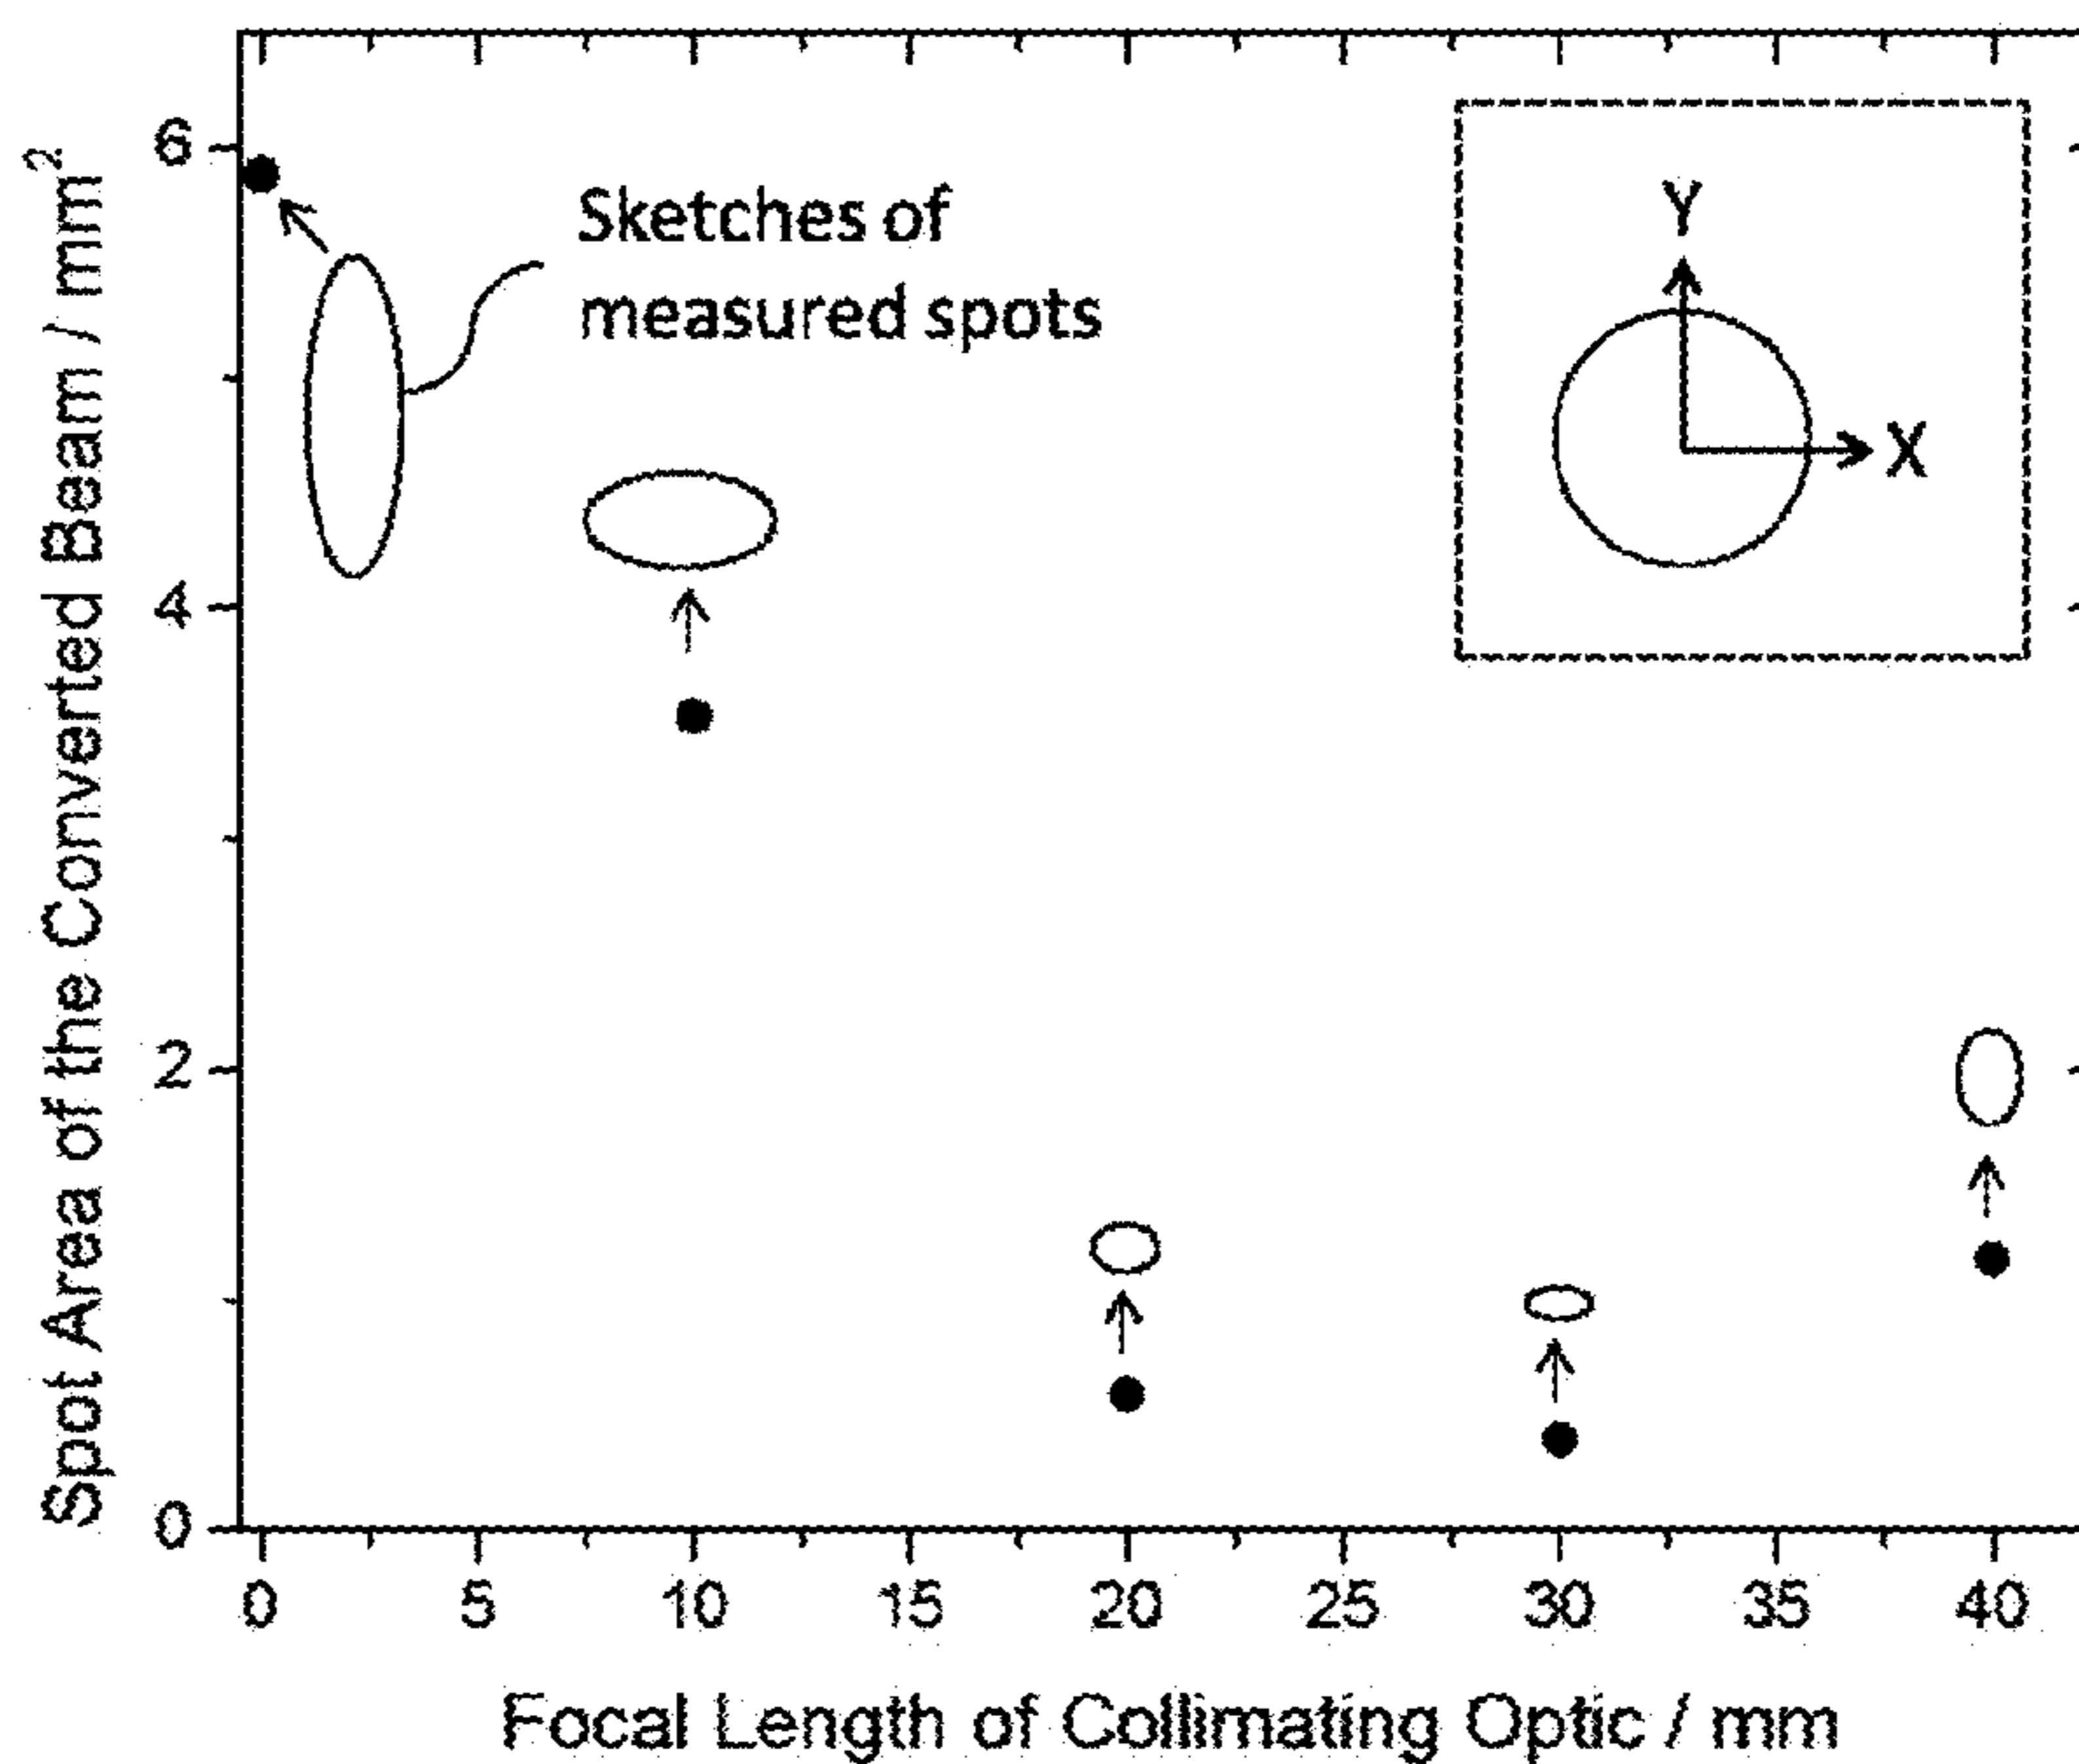 Spot Area of the Converted Beam / mm²
6
4
2
0
Sketches of
measured spots
Y
X
0 5 10 15 20 25 30 35 40
Focal Length of Collimating Optic / mm